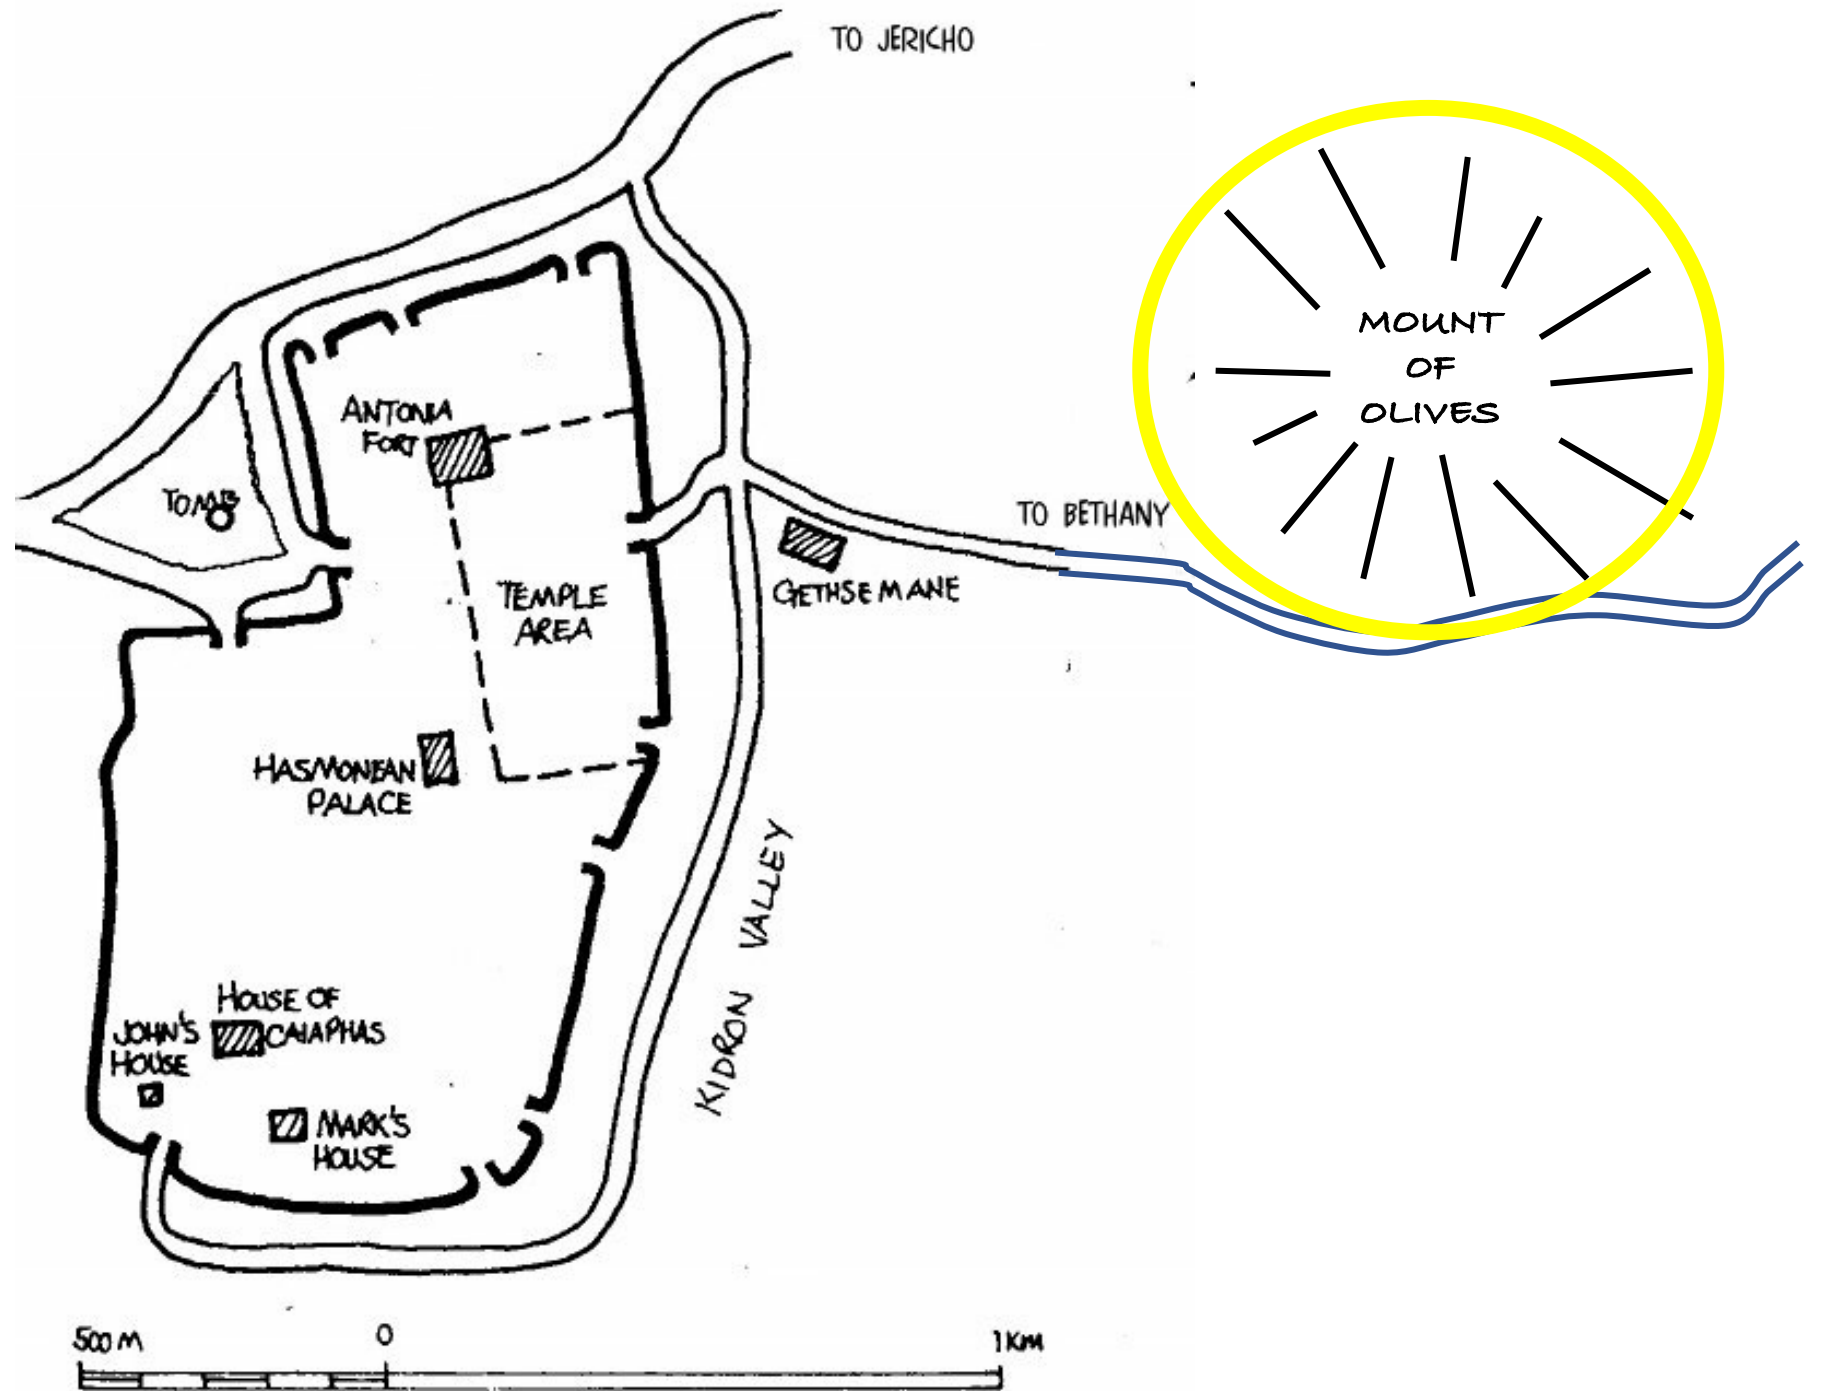 TO JERICHO
MOUNT
OF
OLIVES
ANTONIA
FORT
TOMB
TO BETHANY
GETHSEMANE
TEMPLE
AREA
HASMONEAN
PALACE
KIDRON VALLEY
HOUSE OF
CAIAPHAS
JOHN'S
HOUSE
MARK'S
HOUSE
500 M 0 1 KM